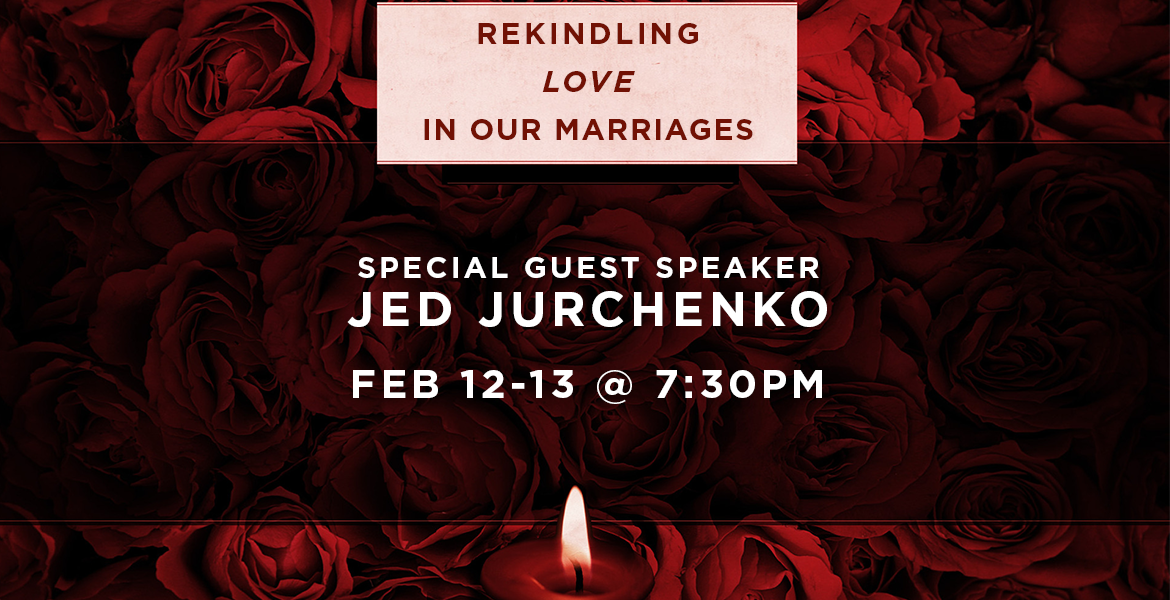 REKINDLING
LOVE
IN OUR MARRIAGES
SPECIAL GUEST SPEAKER
JED JURCHENKO
FEB 12-13 @ 7:30PM